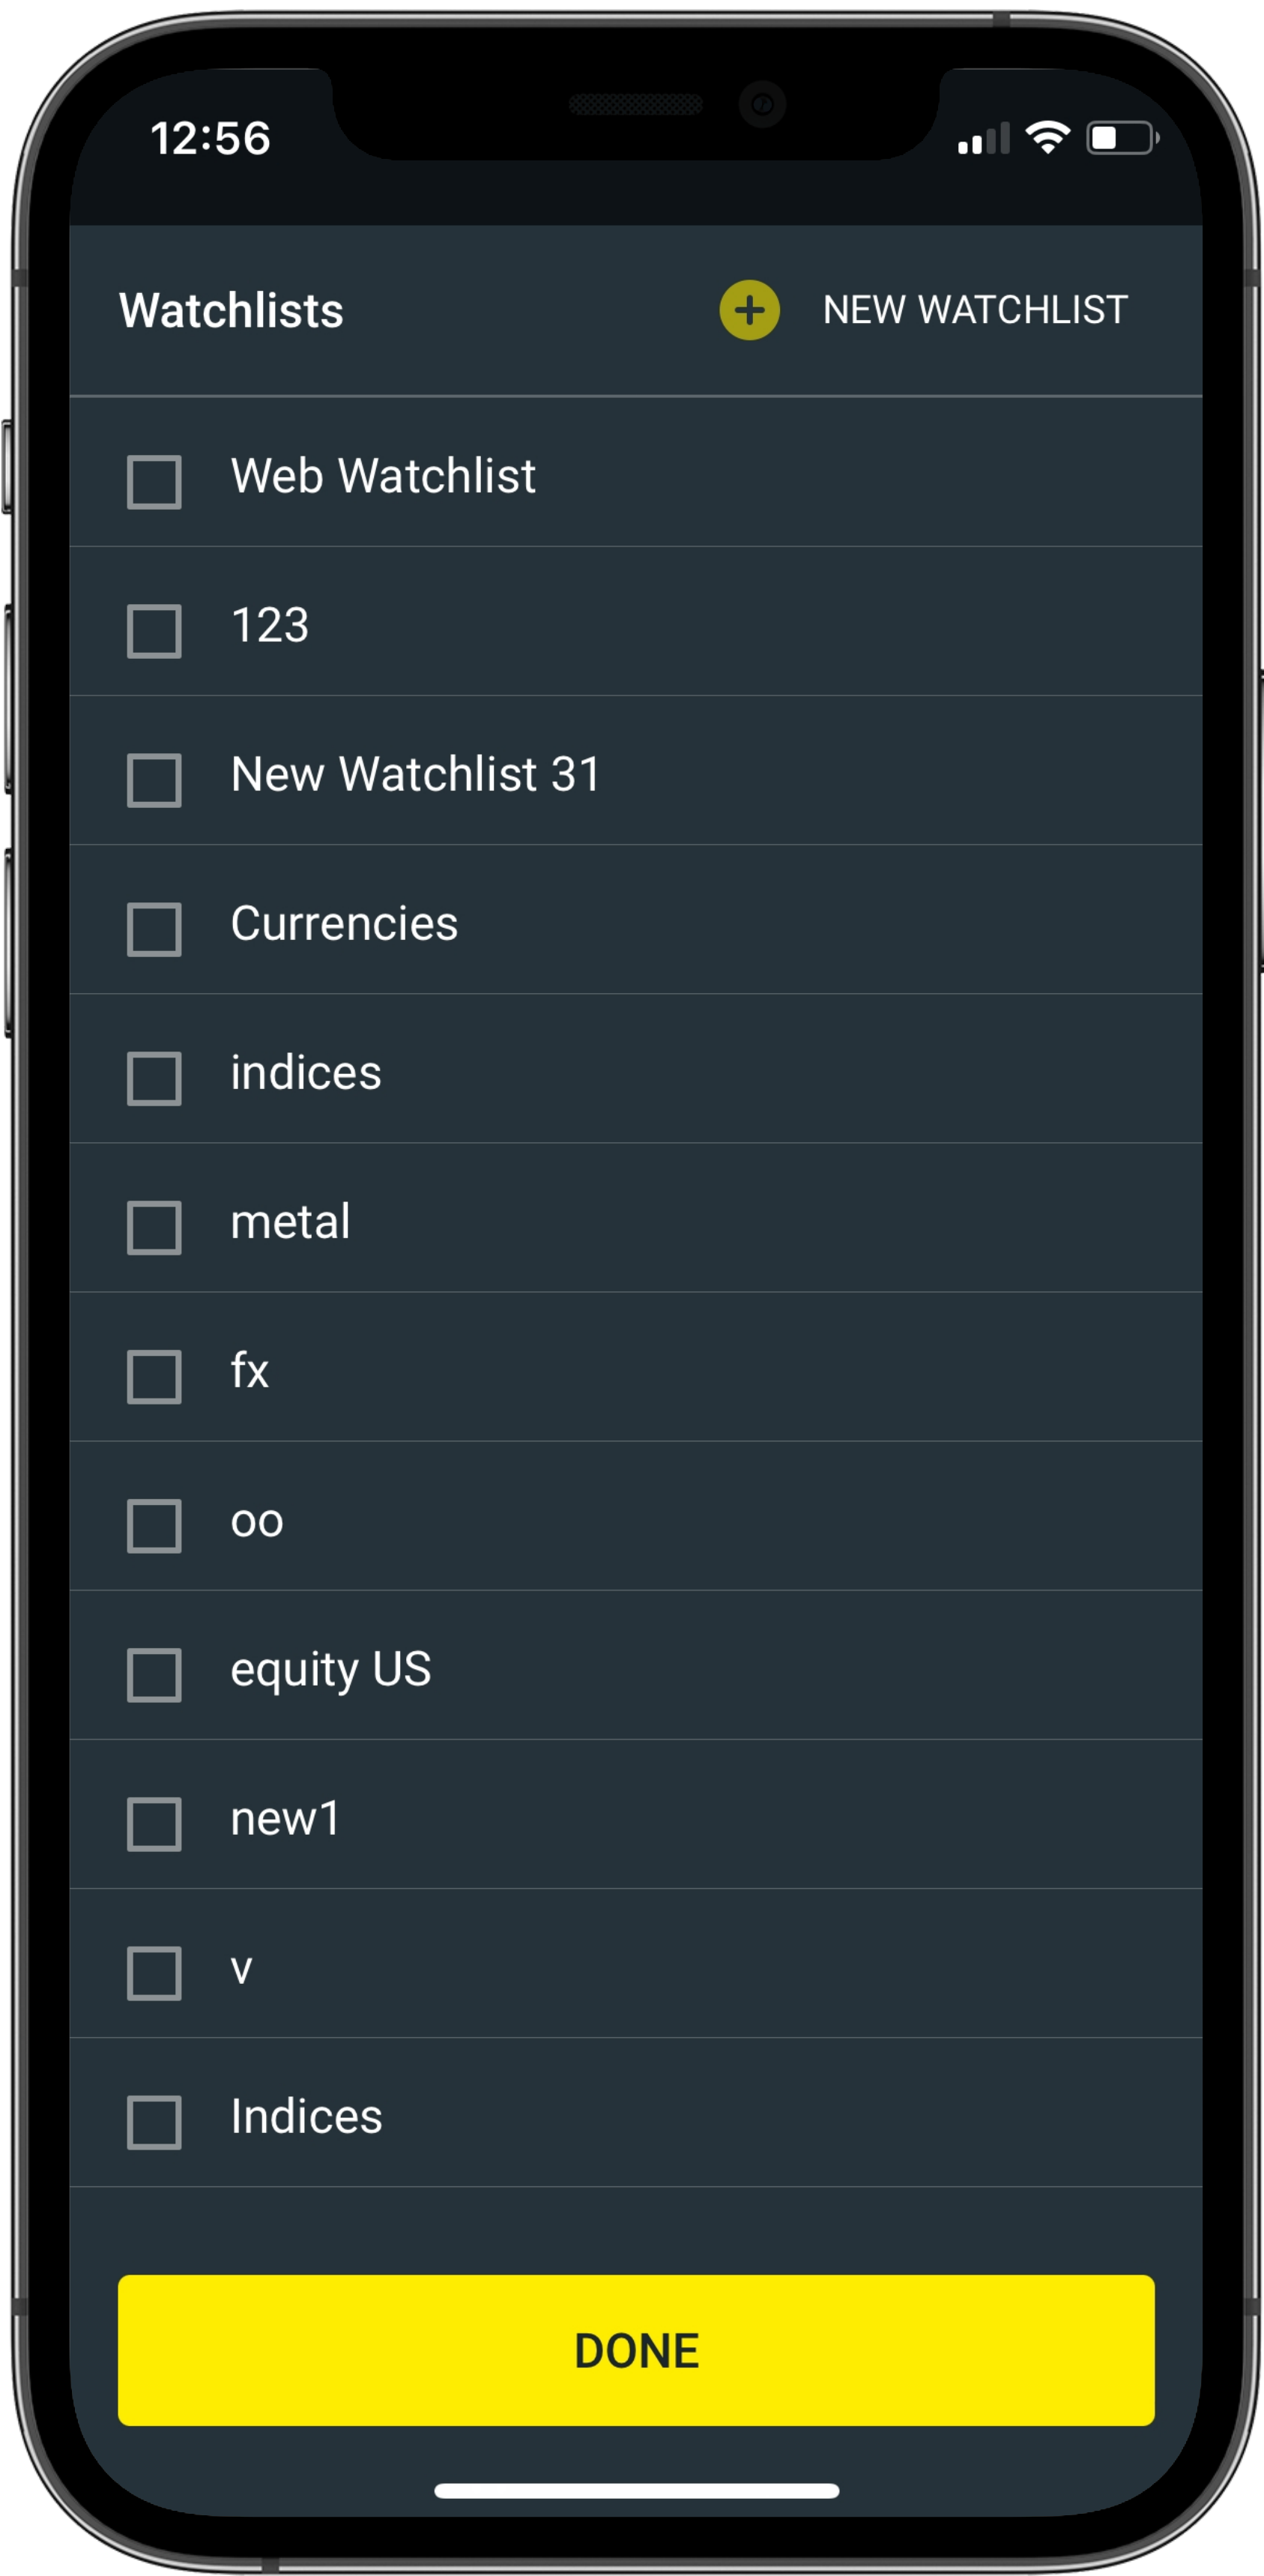 12:56
Watchlists
NEW WATCHLIST
Web Watchlist
123
New Watchlist 31
Currencies
indices
metal
fx
oo
equity US
new1
v
Indices
DONE